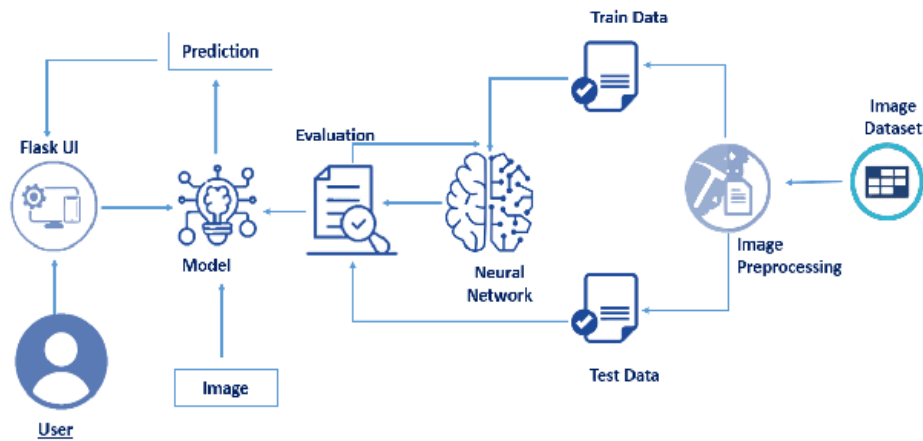 Train Data
Prediction
Image
Dataset
Evaluation
Flask UI
Model
Neural
Network
Image
Preprocessing
Image
Test Data
User